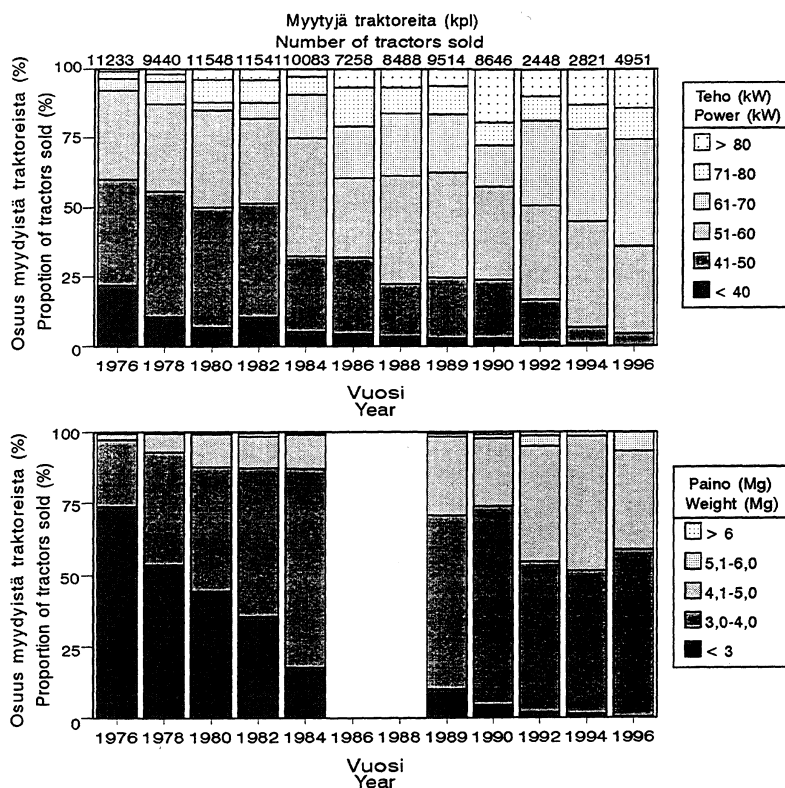 Myytyjä traktoreita (kpl)
Number of tractors sold
11233 9440 11548 11541 10083 7258 8488 9514 8646 2448 2821 4951
Osuus myydyistä traktoreista (%)
Propotion of tractors sold (%)
100
75
50
25
0
1976 1978 1980 1982 1984 1986 1988 1989 1990 1992 1994 1996
Vuosi
Year
Teho (kW)
Power (kW)
> 80
71-80
61-70
51-60
41-50
< 40
Osuus myydyistä traktoreista (%)
Proportion of tractors sold (%)
100
75
50
25
0
1976 1978 1980 1982 1984 1986 1988 1989 1990 1992 1994 1996
Vuosi
Year
Paino (Mg)
Weight (Mg)
> 6
5,1-6,0
4,1-5,0
3,0-4,0
< 3